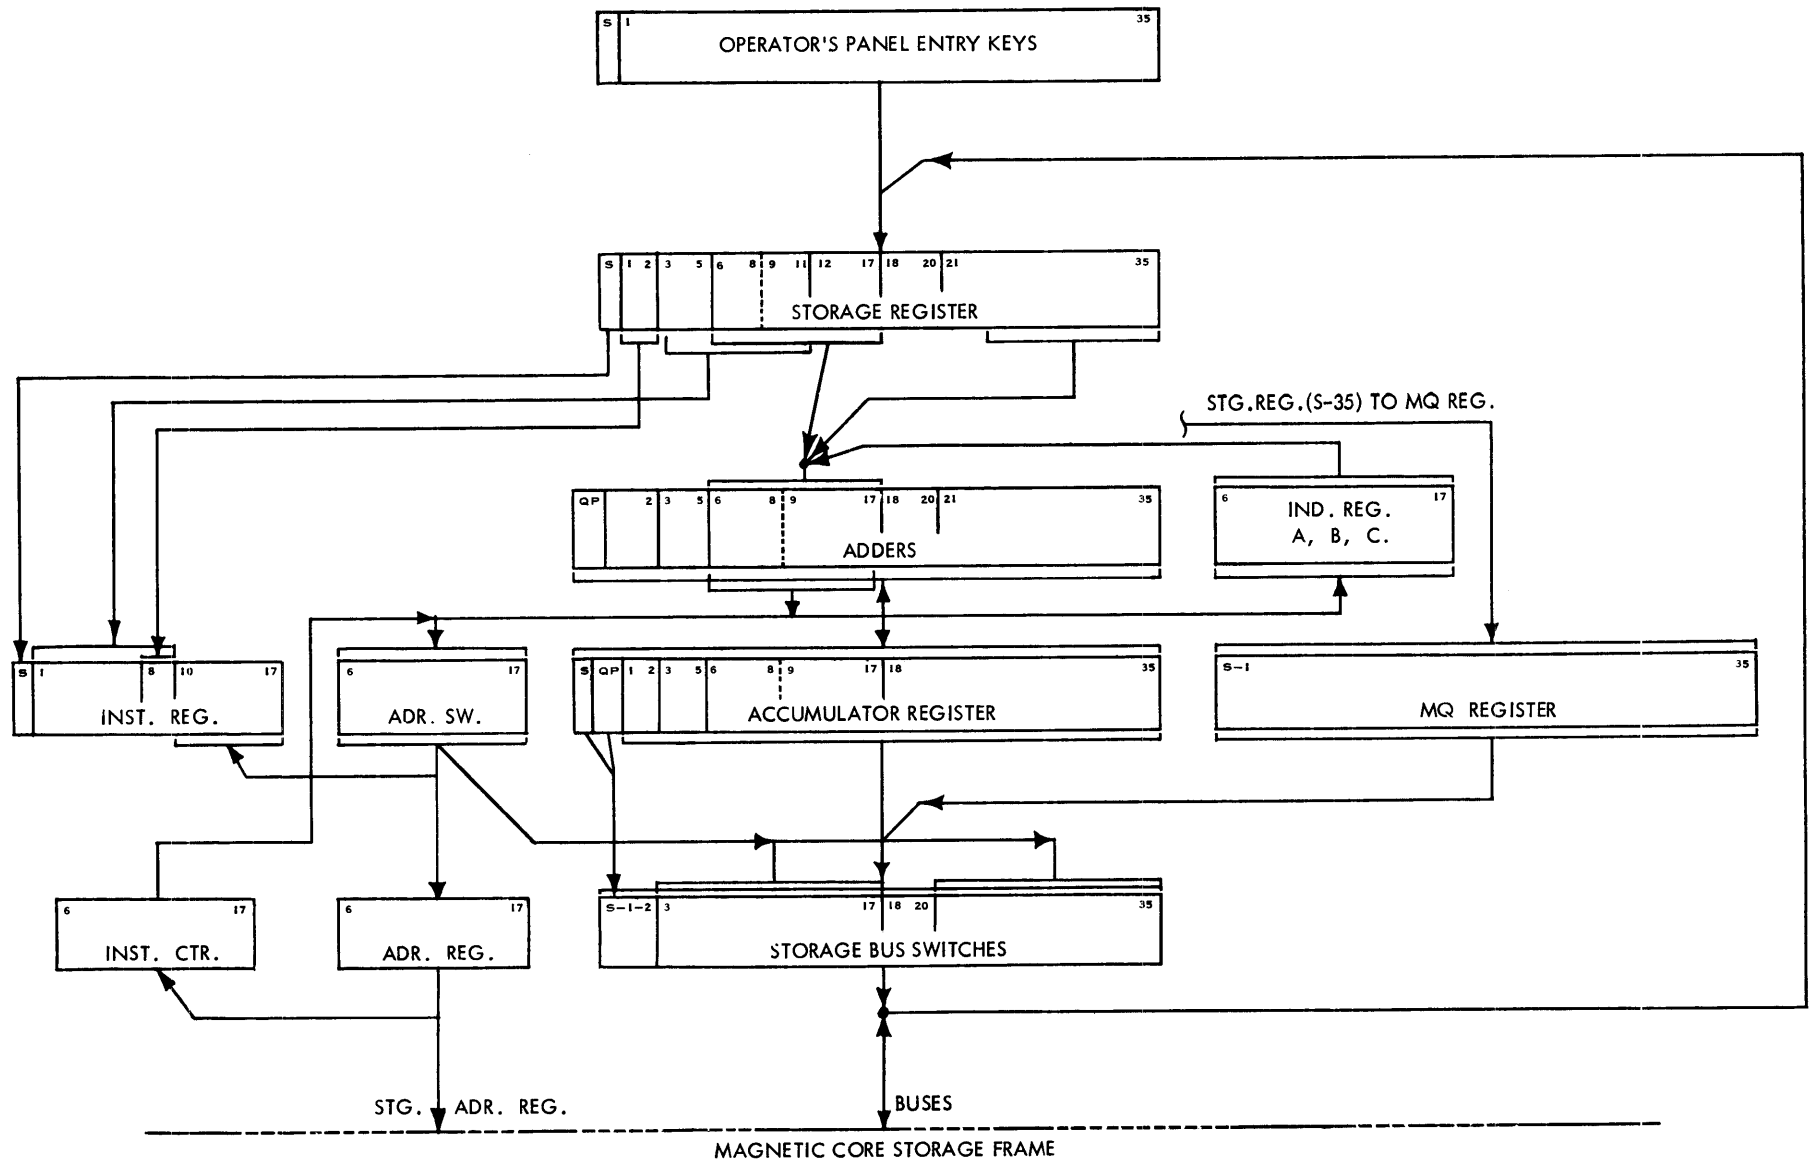 S 1 35
OPERATOR'S PANEL ENTRY KEYS
S 1 2 3 5 6 8 9 11 12 17 18 20 21 35
STORAGE REGISTER
STG.REG.(S-35) TO MQ REG.
QP 2 3 5 6 8 9 17 18 20 21 35
ADDERS
6 17
IND. REG.
A, B, C.
S 1 8 10 17
INST. REG.
6 17
ADR. SW.
S QP 1 2 3 5 6 8 9 17 18 35
ACCUMULATOR REGISTER
S-1 35
MQ REGISTER
6 17
INST. CTR.
6 17
ADR. REG.
S-1-2 3 17 18 20 35
STORAGE BUS SWITCHES
STG. ADR. REG.
BUSES
MAGNETIC CORE STORAGE FRAME